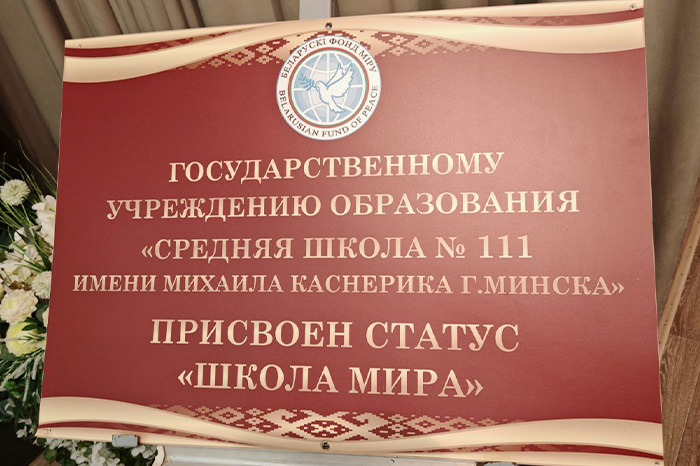 БЕЛАРУСКІ ФОНД МІРУ
BELARUSIAN FUND OF PEACE
ГОСУДАРСТВЕННОМУ
УЧРЕЖДЕНИЮ ОБРАЗОВАНИЯ
«СРЕДНЯЯ ШКОЛА № 111
ИМЕНИ МИХАИЛА КАСНЕРИКА Г.МИНСКА»
ПРИСВОЕН СТАТУС
«ШКОЛА МИРА»